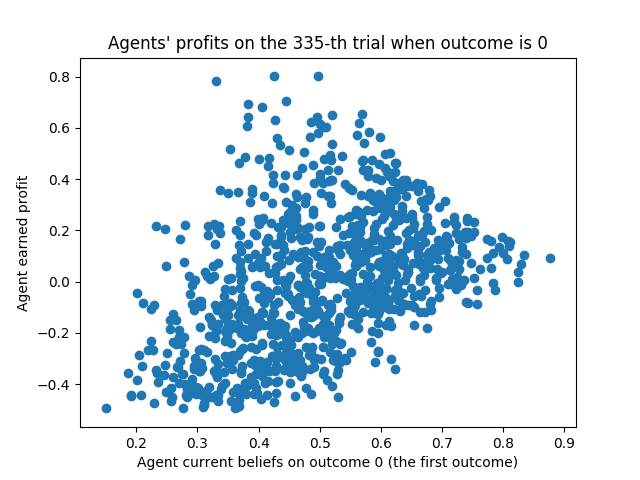 Agents' profits on the 335-th trial when outcome is 0
0.8
0.6
0.4
0.2
0.0
−0.2
−0.4
Agent earned profit
0.2 0.3 0.4 0.5 0.6 0.7 0.8 0.9
Agent current beliefs on outcome 0 (the first outcome)